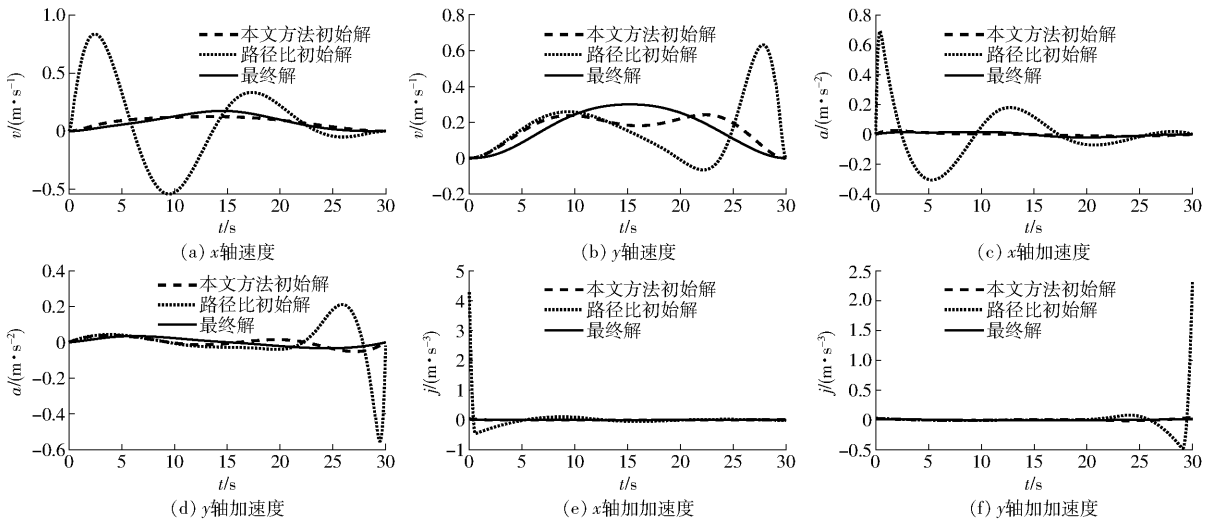 1.0
0.5
0
−0.5
v/(m·s⁻¹)
本文方法初始解
路径比初始解
最终解
0 5 10 15 20 25 30
t/s
(a) x轴速度
0.8
0.6
0.4
0.2
0
−0.2
v/(m·s⁻¹)
本文方法初始解
路径比初始解
最终解
0 5 10 15 20 25 30
t/s
(b) y轴速度
0.8
0.6
0.4
0.2
0
−0.2
−0.4
a/(m·s⁻²)
本文方法初始解
路径比初始解
最终解
0 5 10 15 20 25 30
t/s
(c) x轴加速度
0.4
0.2
0
−0.2
−0.4
−0.6
a/(m·s⁻²)
本文方法初始解
路径比初始解
最终解
0 5 10 15 20 25 30
t/s
(d) y轴加速度
5
4
3
2
1
0
−1
j/(m·s⁻³)
本文方法初始解
路径比初始解
最终解
0 5 10 15 20 25 30
t/s
(e) x轴加加速度
2.5
2.0
1.5
1.0
0.5
0
−0.5
j/(m·s⁻³)
本文方法初始解
路径比初始解
最终解
0 5 10 15 20 25 30
t/s
(f) y轴加加速度